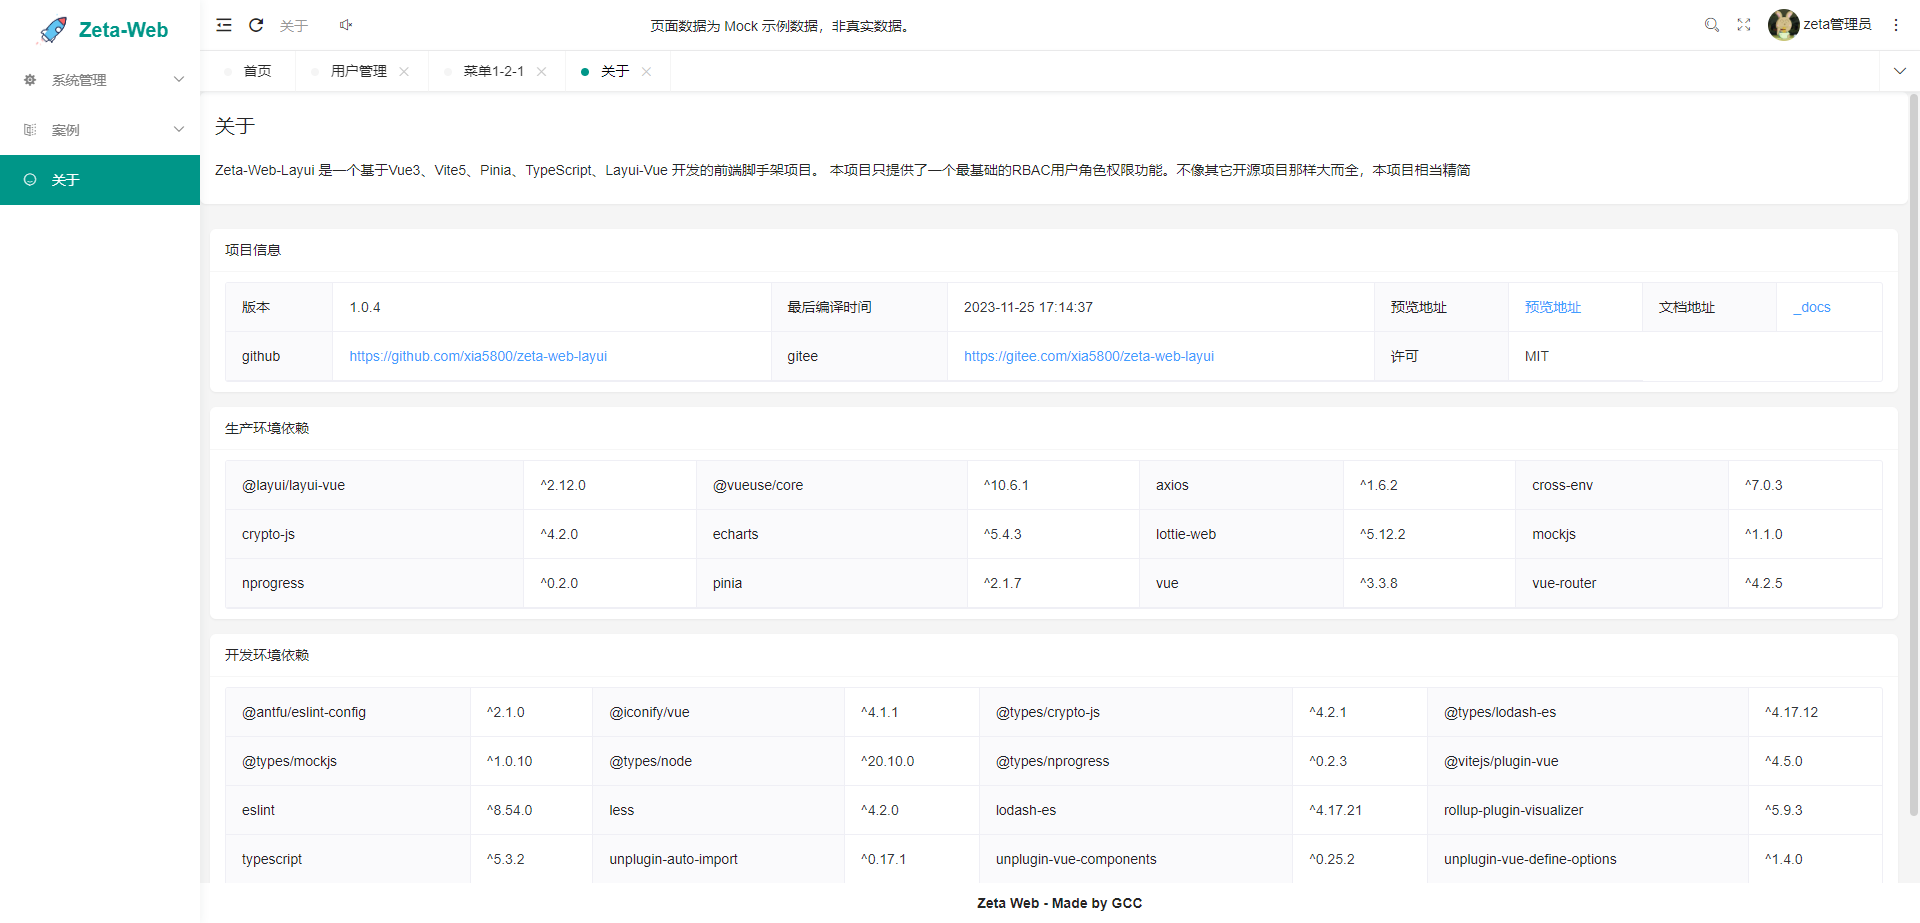 Zeta-Web
关于
页面数据为 Mock 示例数据，非真实数据。
zeta管理员
首页 用户管理 菜单1-2-1 关于
系统管理
案例
关于
关于
Zeta-Web-Layui 是一个基于Vue3、Vite5、Pinia、TypeScript、Layui-Vue 开发的前端脚手架项目。 本项目只提供了一个最基础的RBAC用户角色权限功能。不像其它开源项目那样大而全，本项目相当精简
项目信息
版本 1.0.4 最后编译时间 2023-11-25 17:14:37 预览地址 预览地址 文档地址 _docs
github https://github.com/xia5800/zeta-web-layui gitee https://gitee.com/xia5800/zeta-web-layui 许可 MIT
生产环境依赖
@layui/layui-vue ^2.12.0 @vueuse/core ^10.6.1 axios ^1.6.2 cross-env ^7.0.3
crypto-js ^4.2.0 echarts ^5.4.3 lottie-web ^5.12.2 mockjs ^1.1.0
nprogress ^0.2.0 pinia ^2.1.7 vue ^3.3.8 vue-router ^4.2.5
开发环境依赖
@antfu/eslint-config ^2.1.0 @iconify/vue ^4.1.1 @types/crypto-js ^4.2.1 @types/lodash-es ^4.17.12
@types/mockjs ^1.0.10 @types/node ^20.10.0 @types/nprogress ^0.2.3 @vitejs/plugin-vue ^4.5.0
eslint ^8.54.0 less ^4.2.0 lodash-es ^4.17.21 rollup-plugin-visualizer ^5.9.3
typescript ^5.3.2 unplugin-auto-import ^0.17.1 unplugin-vue-components ^0.25.2 unplugin-vue-define-options ^1.4.0
Zeta Web - Made by GCC